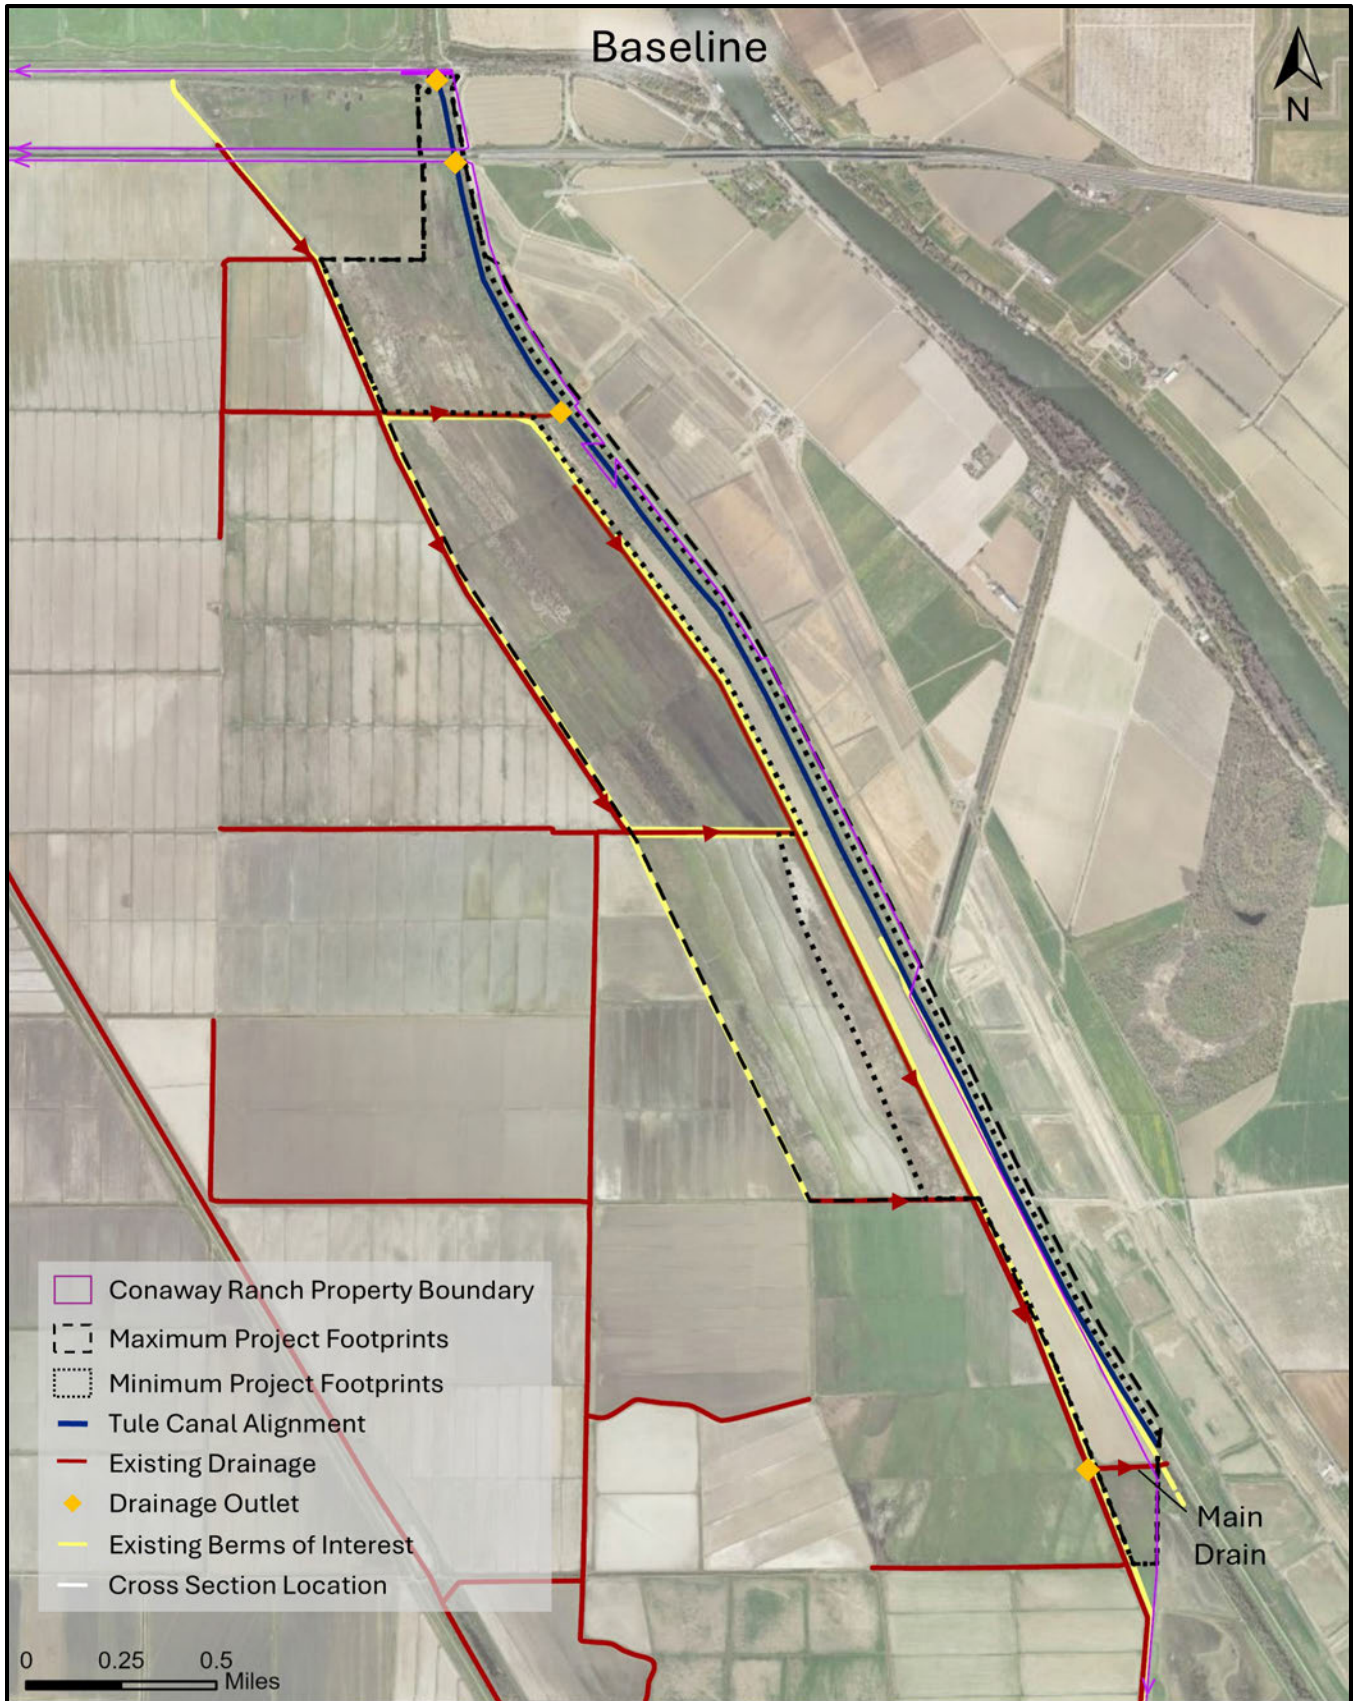 Baseline
N
Conaway Ranch Property Boundary
Maximum Project Footprints
Minimum Project Footprints
Tule Canal Alignment
Existing Drainage
Drainage Outlet
Existing Berms of Interest
Cross Section Location
Main
Drain
0 0.25 0.5
Miles